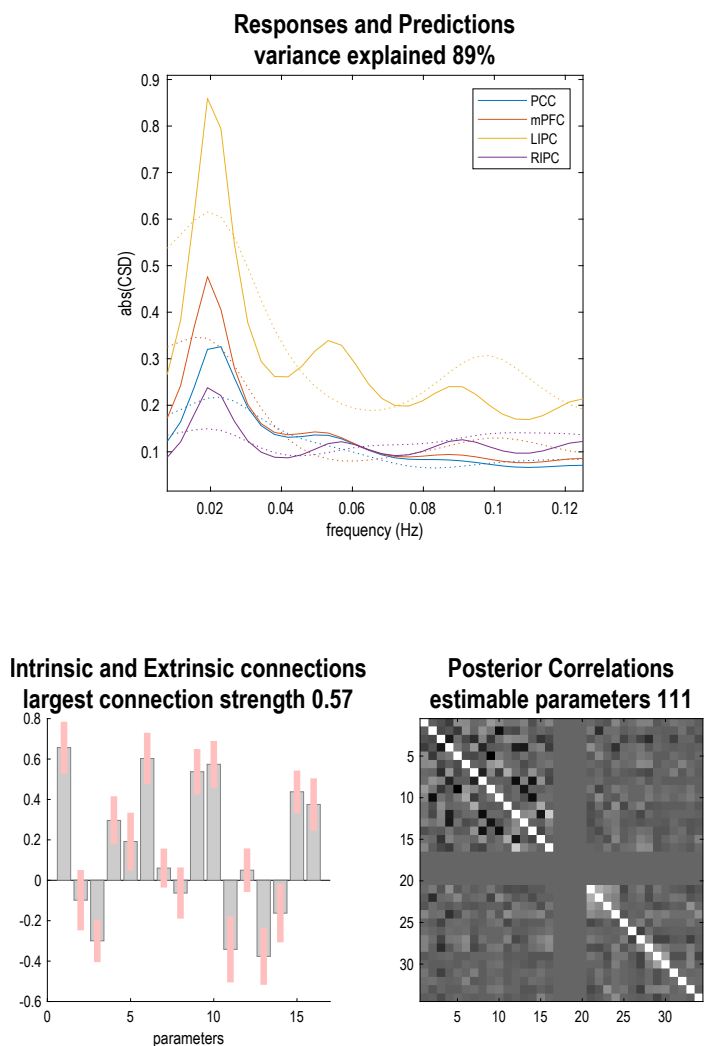 Responses and Predictions
variance explained 89%
0.9
0.8
0.7
0.6
0.5
0.4
0.3
0.2
0.1
abs(CSD)
PCC
mPFC
LIPC
RIPC
0.02 0.04 0.06 0.08 0.1 0.12
frequency (Hz)
Intrinsic and Extrinsic connections
largest connection strength 0.57
0.8
0.6
0.4
0.2
0
-0.2
-0.4
-0.6
0 5 10 15
parameters
Posterior Correlations
estimable parameters 111
5
10
15
20
25
30
5 10 15 20 25 30